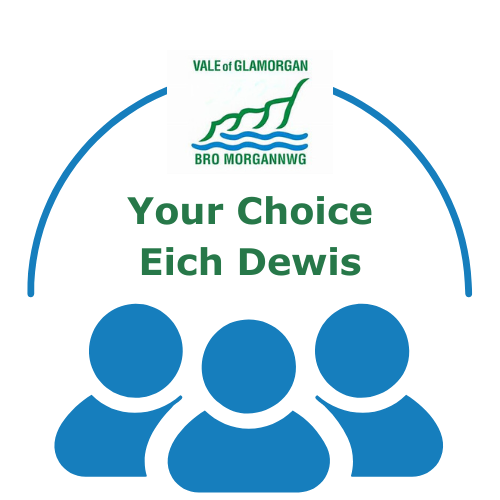 VALE of GLAMORGAN
BRO MORGANNWG
Your Choice
Eich Dewis